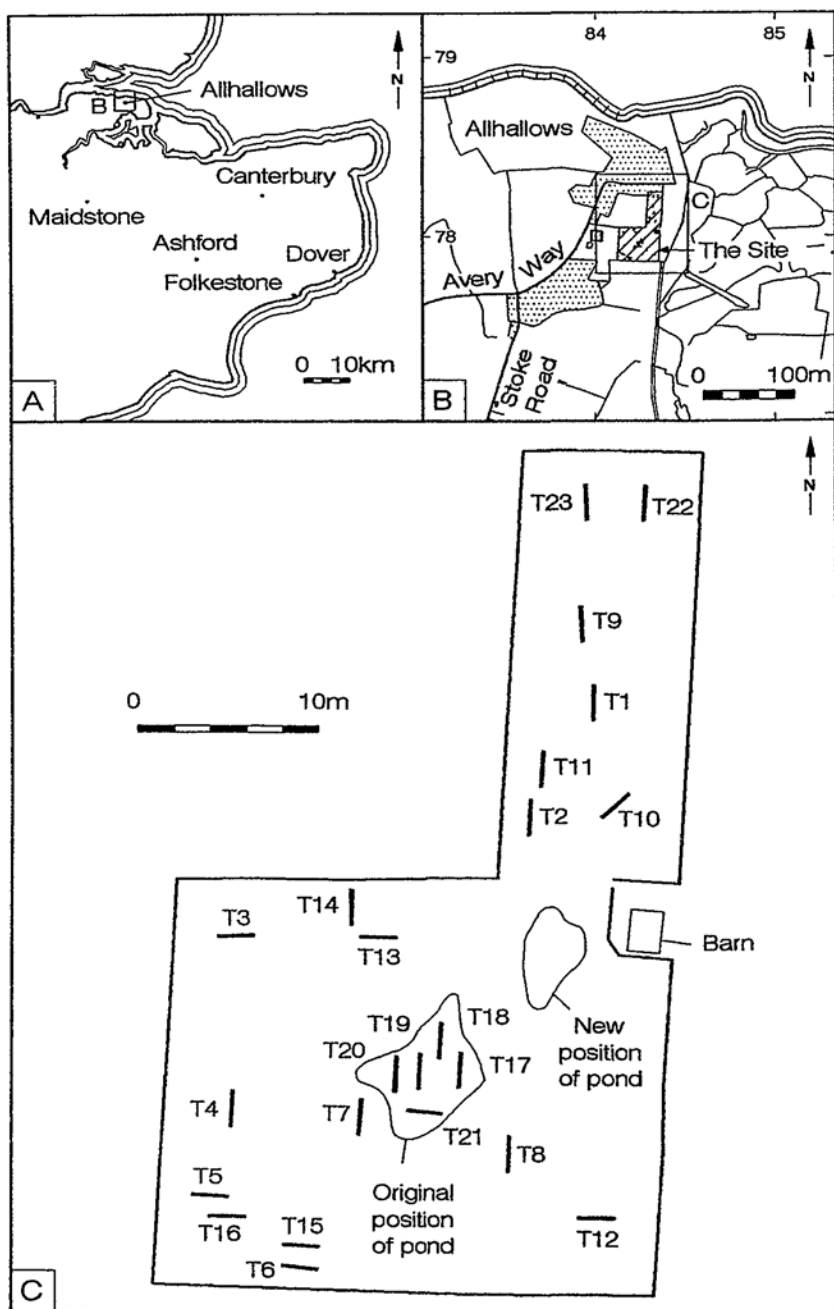 N
B
Allhallows
Canterbury
Maidstone
Ashford
Dover
Folkestone
0 10km
A
84 85
79
N
Allhallows
C
78
The Site
Avery Way
Stoke
Road
0 100m
B
N
T23 T22
T9
0 10m
T1
T11
T2 T10
T14
T3
T13
Barn
T19 T18
T20
New
position
of pond
T17
T4
T7
T21
T8
T5
Original
position
of pond
T16
T15
T12
T6
C